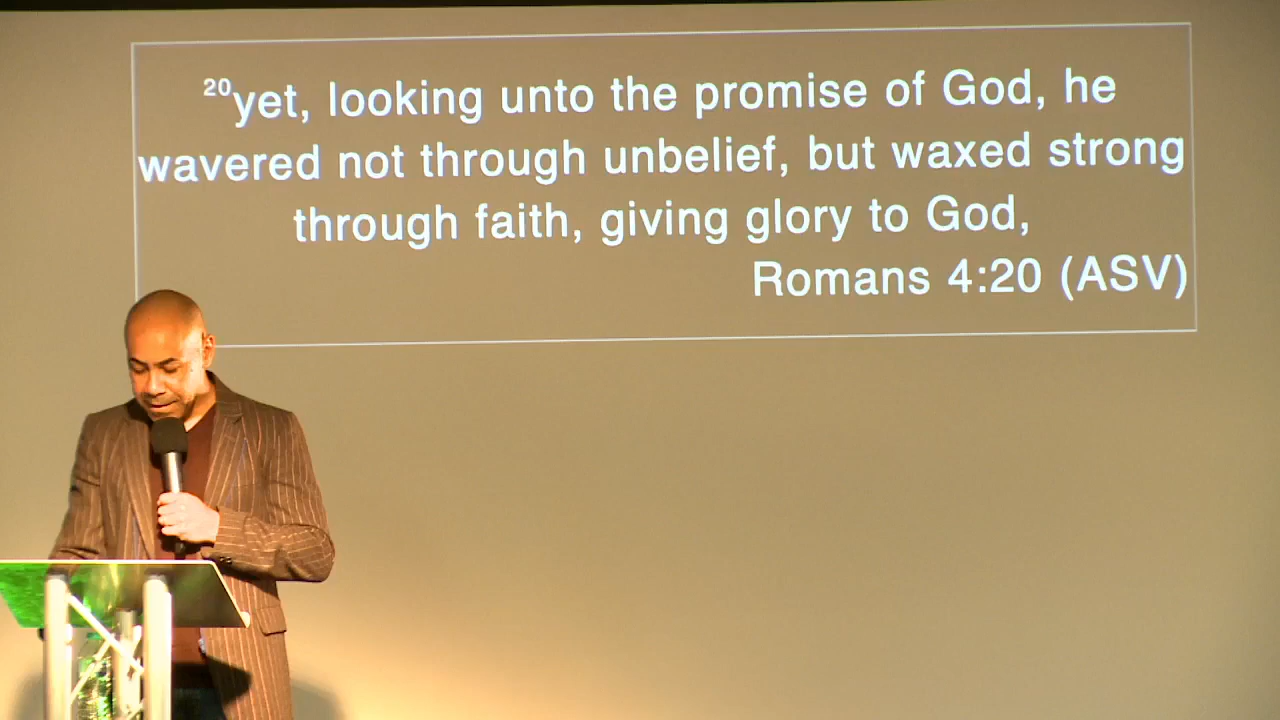 20yet, looking unto the promise of God, he
wavered not through unbelief, but waxed strong
through faith, giving glory to God,
Romans 4:20 (ASV)